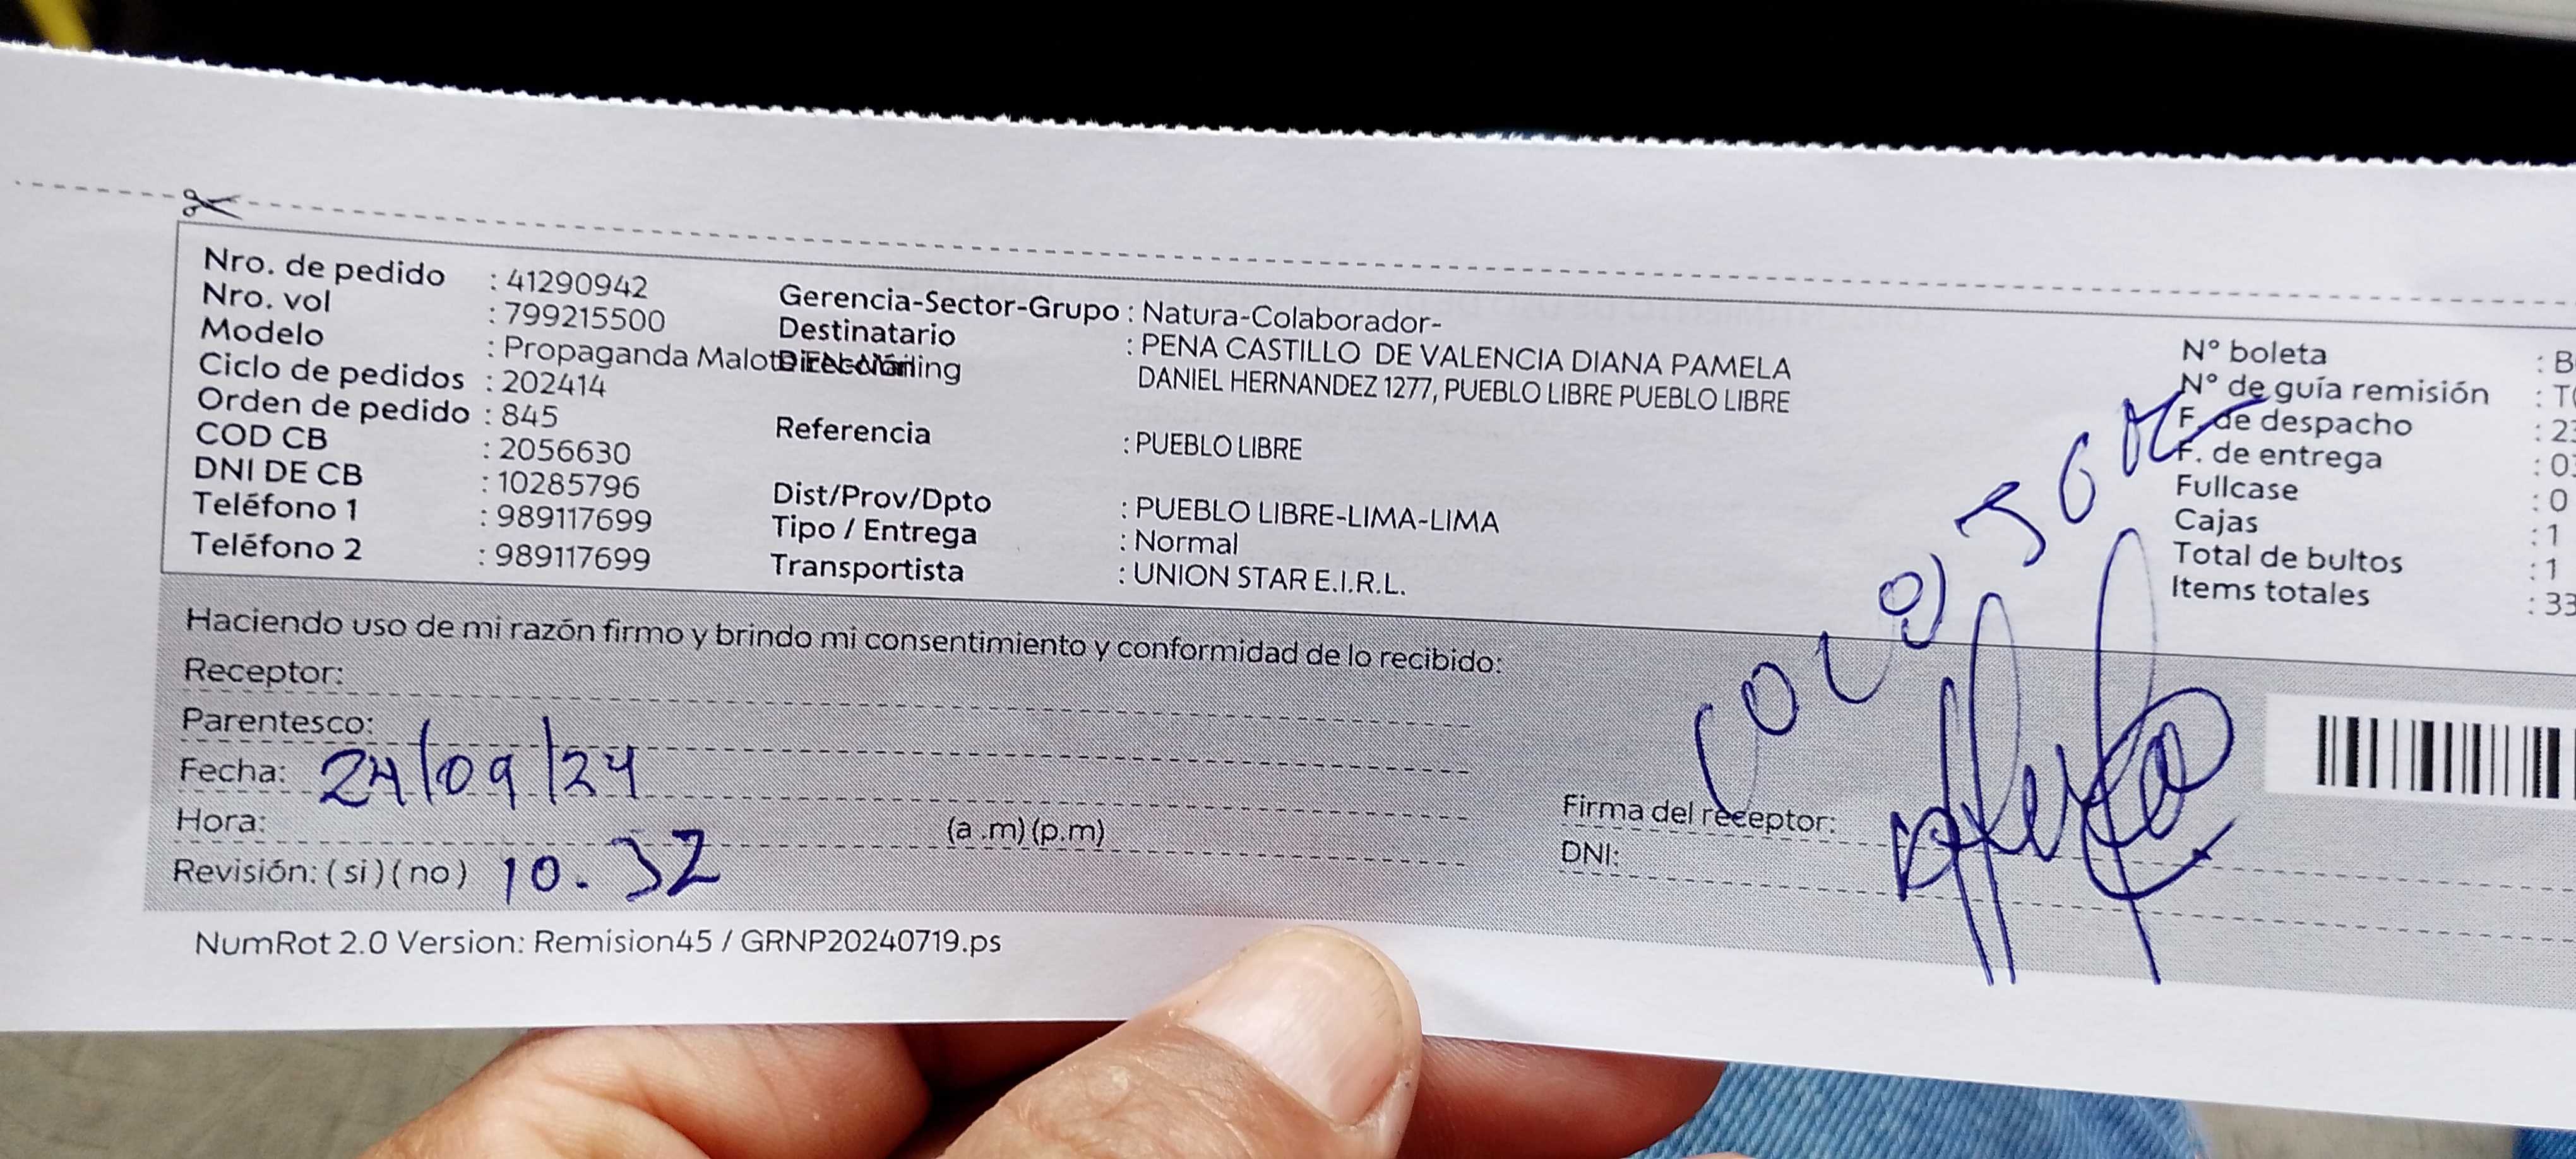 Nro. de pedido : 41290942
Nro. vol : 799215500
Modelo : Propaganda Malote FN-Mailing
Ciclo de pedidos : 202414
Orden de pedido : 845
COD CB : 2056630
DNI DE CB : 10285796
Teléfono 1 : 989117699
Teléfono 2 : 989117699
Gerencia-Sector-Grupo : Natura-Colaborador-
Destinatario : PENA CASTILLO DE VALENCIA DIANA PAMELA
Dirección DANIEL HERNANDEZ 1277, PUEBLO LIBRE PUEBLO LIBRE
Referencia : PUEBLO LIBRE
Dist/Prov/Dpto : PUEBLO LIBRE-LIMA-LIMA
Tipo / Entrega : Normal
Transportista : UNION STAR E.I.R.L.
N° boleta : B
N° de guía remisión : T
F. de despacho : 23
F. de entrega : 03
Fullcase : 0
Cajas : 1
Total de bultos : 1
Items totales : 33
Haciendo uso de mi razón firmo y brindo mi consentimiento y conformidad de lo recibido:
Receptor:
Parentesco:
Fecha: 24/09/24
Hora: (a .m) (p.m)
Revisión: ( si ) ( no ) 10.32
Firma del receptor:
DNI:
NumRot 2.0 Version: Remision45 / GRNP20240719.ps